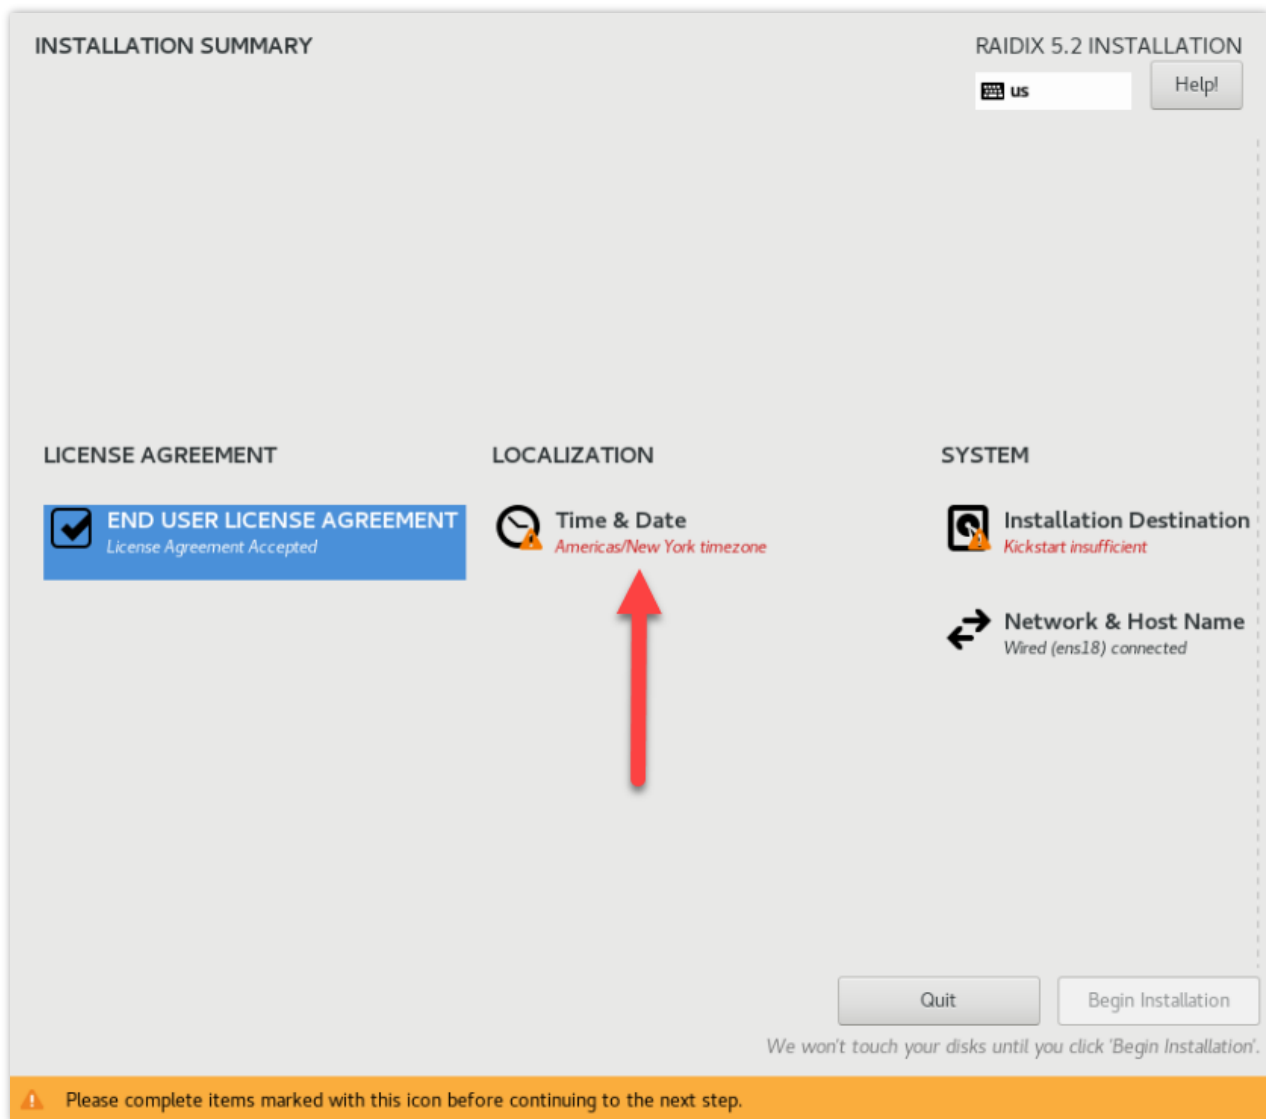 INSTALLATION SUMMARY
RAIDIX 5.2 INSTALLATION
us
Help!
LICENSE AGREEMENT
END USER LICENSE AGREEMENT
License Agreement Accepted
LOCALIZATION
Time & Date
Americas/New York timezone
SYSTEM
Installation Destination
Kickstart insufficient
Network & Host Name
Wired (ens18) connected
Quit
Begin Installation
We won't touch your disks until you click 'Begin Installation'.
Please complete items marked with this icon before continuing to the next step.